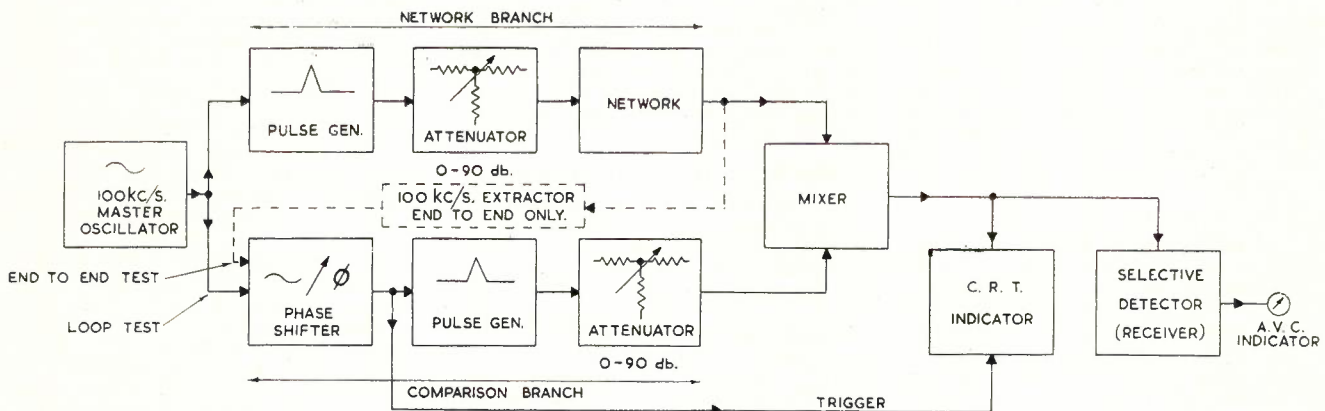 NETWORK BRANCH
PULSE GEN.
ATTENUATOR
0-90 db.
NETWORK
100KC/S.
MASTER
OSCILLATOR
100 KC/S. EXTRACTOR
END TO END ONLY.
MIXER
END TO END TEST
LOOP TEST
ϕ
PHASE
SHIFTER
PULSE GEN.
ATTENUATOR
0-90 db.
C. R. T.
INDICATOR
SELECTIVE
DETECTOR
(RECEIVER)
A.V.C.
INDICATOR
COMPARISON BRANCH
TRIGGER